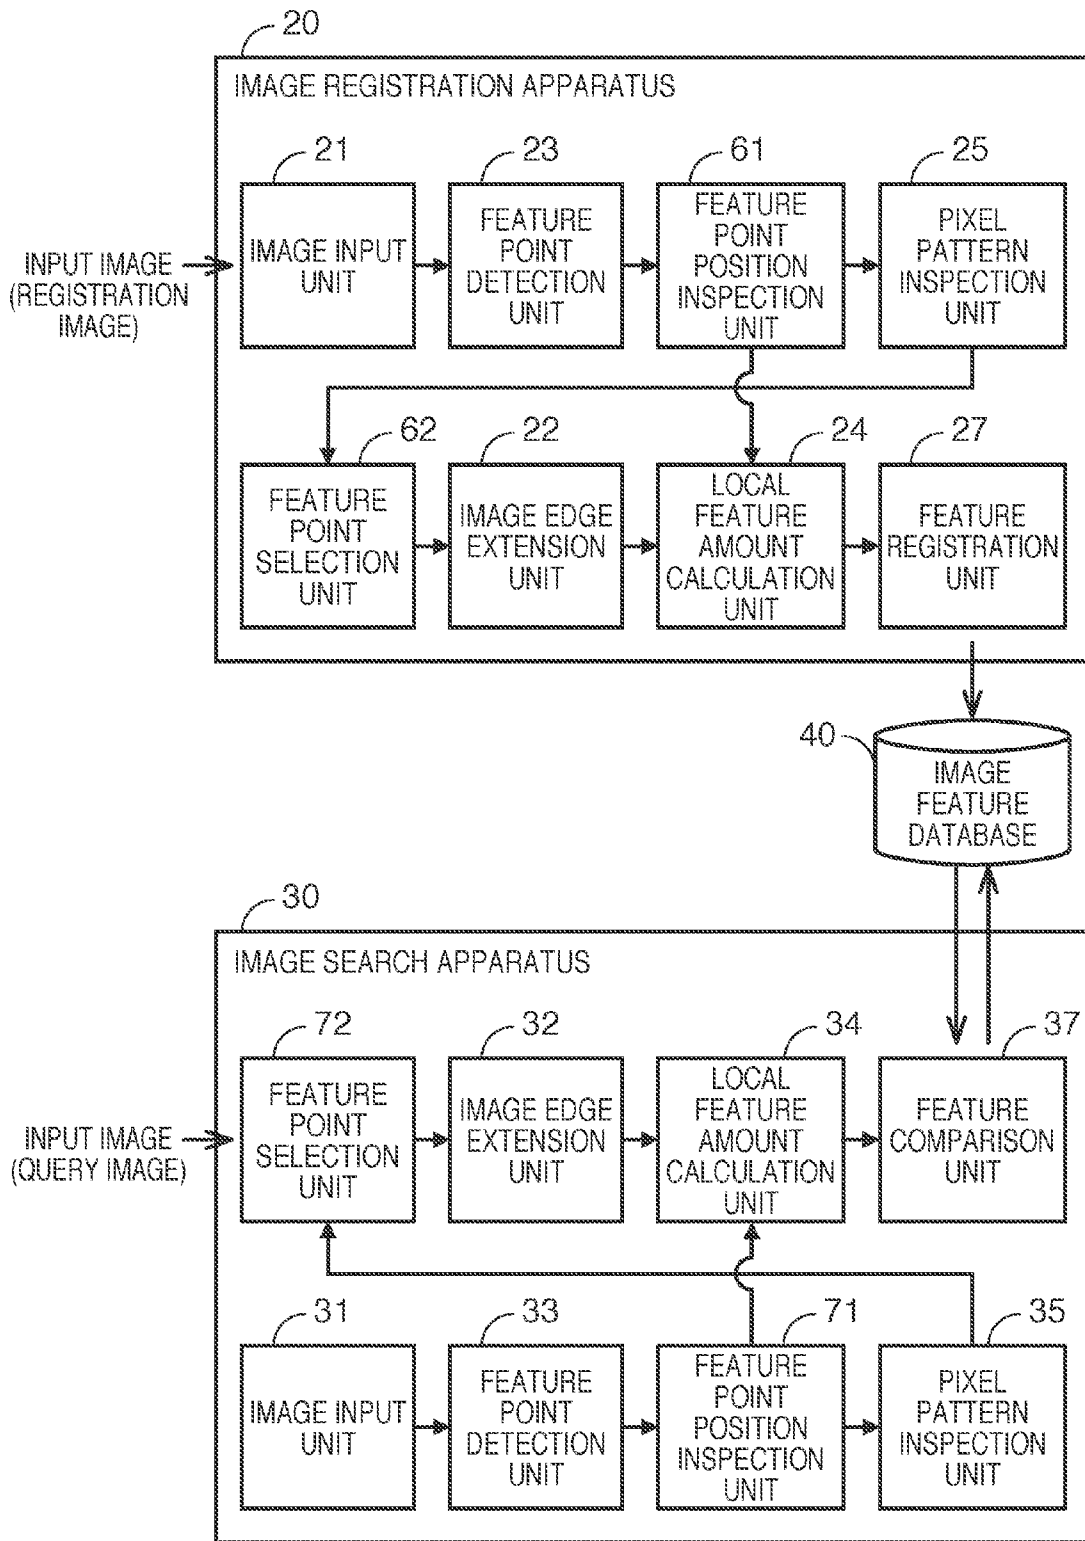 20
IMAGE REGISTRATION APPARATUS
21
23
61
25
INPUT IMAGE
(REGISTRATION
IMAGE)
IMAGE INPUT
UNIT
FEATURE
POINT
DETECTION
UNIT
FEATURE
POINT
POSITION
INSPECTION
UNIT
PIXEL
PATTERN
INSPECTION
UNIT
62
22
24
27
FEATURE
POINT
SELECTION
UNIT
IMAGE EDGE
EXTENSION
UNIT
LOCAL
FEATURE
AMOUNT
CALCULATION
UNIT
FEATURE
REGISTRATION
UNIT
40
IMAGE
FEATURE
DATABASE
30
IMAGE SEARCH APPARATUS
72
32
34
37
INPUT IMAGE
(QUERY IMAGE)
FEATURE
POINT
SELECTION
UNIT
IMAGE EDGE
EXTENSION
UNIT
LOCAL
FEATURE
AMOUNT
CALCULATION
UNIT
FEATURE
COMPARISON
UNIT
31
33
71
35
IMAGE INPUT
UNIT
FEATURE
POINT
DETECTION
UNIT
FEATURE
POINT
POSITION
INSPECTION
UNIT
PIXEL
PATTERN
INSPECTION
UNIT